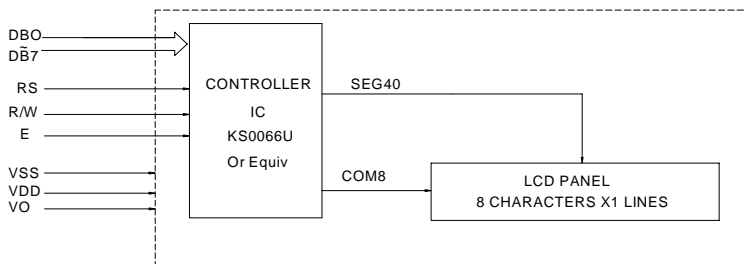 DBO
~
DB7
RS
R/W
E
VSS
VDD
VO
CONTROLLER
IC
KS0066U
Or Equiv
SEG40
COM8
LCD PANEL
8 CHARACTERS X1 LINES